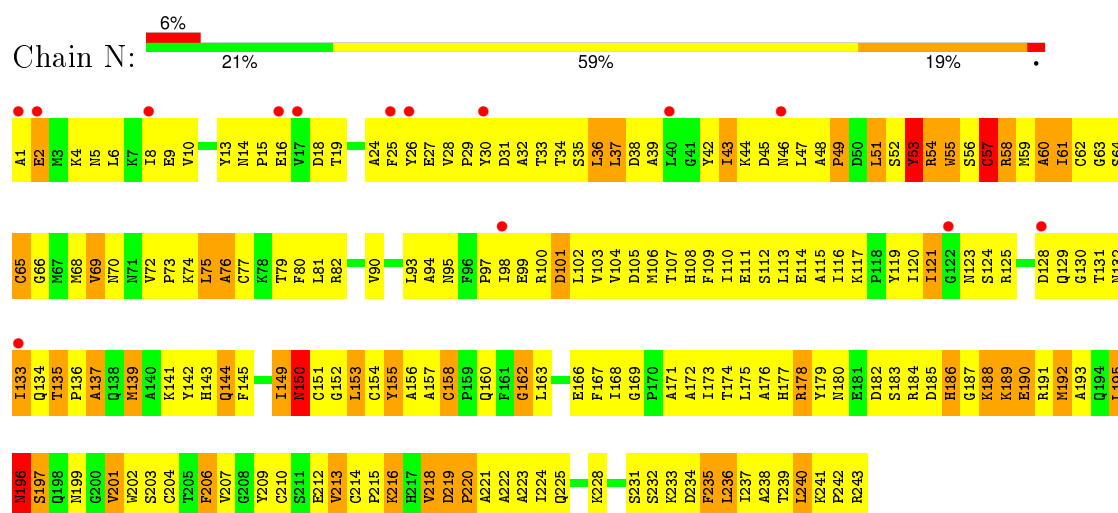 6%
Chain N:
21% 59% 19% •
A1 E2 M3 K4 N5 L6 K7 I8 E9 V10 Y13 N14 P15 E16 V17 D18 T19 A24 F25 Y26 E27 V28 P29 Y30 D31 A32 T33 T34 S35 L36 L37 D38 A39 L40 G41 Y42 I43 K44 D45 N46 L47 A48 P49 D50 L51 S52 Y53 R54 W55 S56 C57 R58 M59 A60 I61 C62 G63
C65 G66 M67 M68 V69 N70 N71 V72 P73 K74 L75 A76 C77 K78 T79 F80 L81 R82 V90 L93 A94 N95 F96 P97 I98 E99 R100 D101 L102 V103 V104 D105 M106 T107 H108 F109 I110 E111 S112 L113 E114 A115 I116 K117 P118 Y119 I120 I121 G122 N123 S124 R125 D128 Q129 G130 T131
I133 Q134 T135 P136 A137 Q138 M139 A140 K141 Y142 H143 Q144 F145 I149 N150 C151 G152 L153 C154 Y155 A156 A157 C158 P159 Q160 F161 G162 L163 E166 F167 I168 G169 P170 A171 A172 I173 T174 L175 A176 H177 R178 Y179 N180 E181 D182 S183 R184 D185 H186 G187 K188 K189 E190 R191 M192 A193 Q194 L195
N196 S197 Q198 N199 G200 V201 W202 S203 C204 T205 F206 V207 G208 Y209 C210 S211 E212 V213 C214 P215 K216 H217 V218 D219 P220 A221 A222 A223 I224 Q225 K228 S231 S232 K233 D234 F235 L236 I237 A238 T239 L240 K241 P242 R243